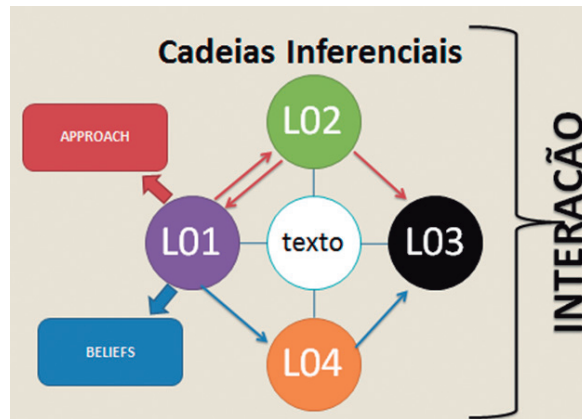 Cadeias Inferenciais
APPROACH
L02
L01
texto
L03
BELIEFS
L04
INTERAÇÃO